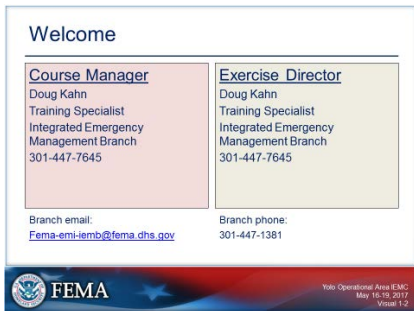 Welcome
Course Manager
Doug Kahn
Training Specialist
Integrated Emergency
Management Branch
301-447-7645
Exercise Director
Doug Kahn
Training Specialist
Integrated Emergency
Management Branch
301-447-7645
Branch email:
Fema-emi-iemb@fema.dhs.gov
Branch phone:
301-447-1381
FEMA
Yolo Operational Area IEMC
May 16-19, 2017
Visual 1-2